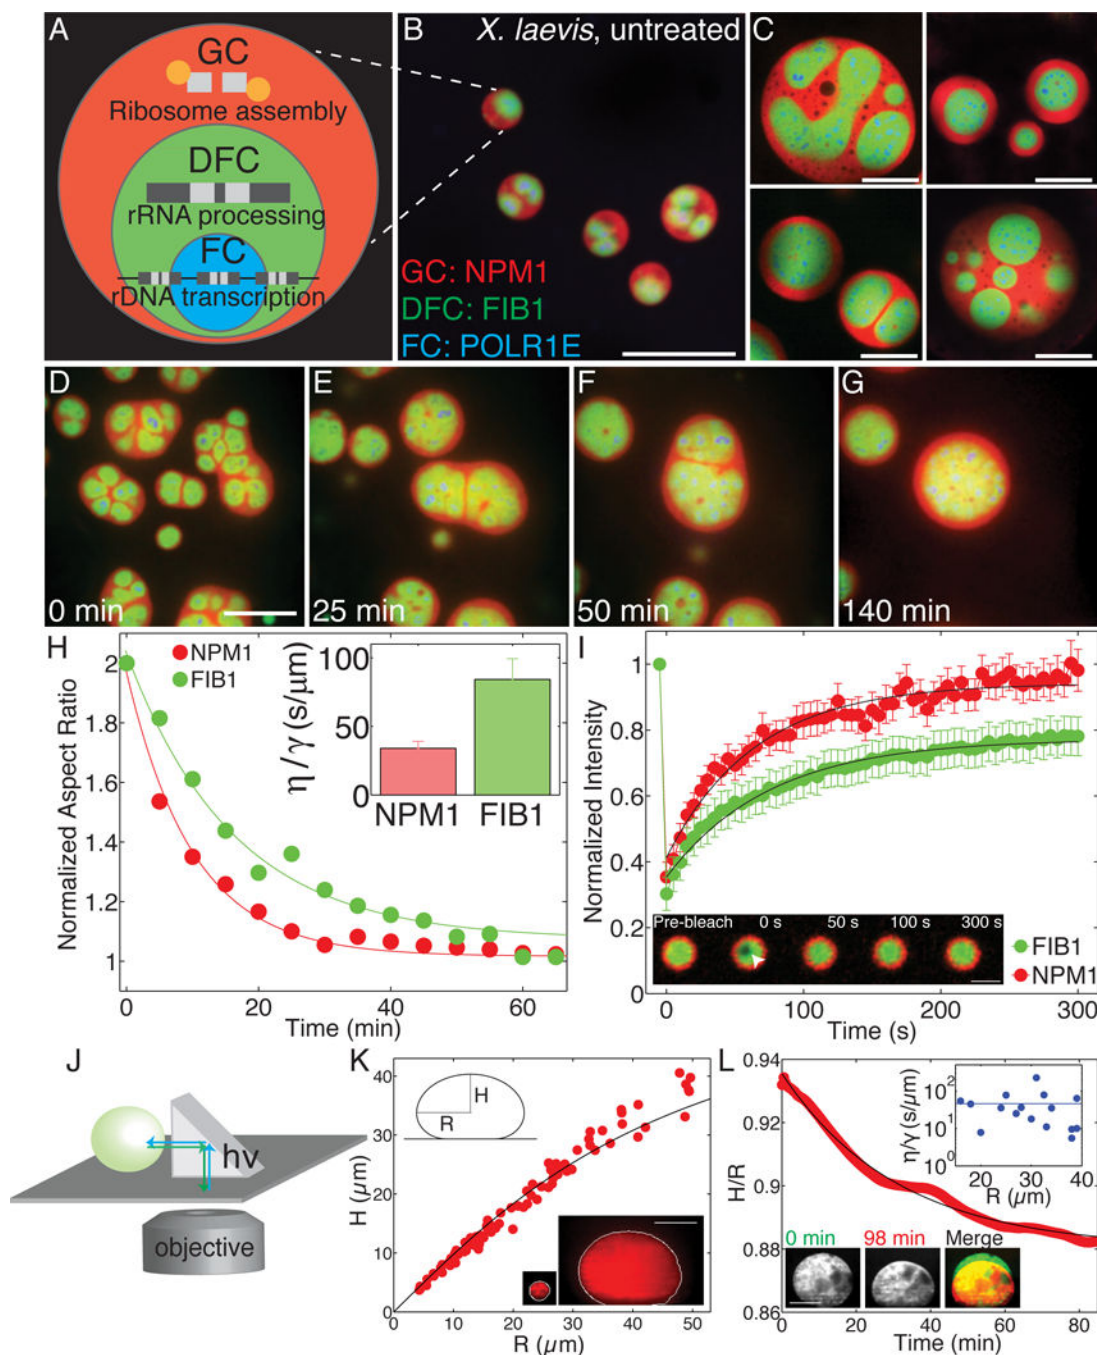 A
GC
Ribosome assembly
DFC
rRNA processing
FC
rDNA transcription
B
X. laevis, untreated
GC: NPM1
DFC: FIB1
FC: POLR1E
C
D
0 min
E
25 min
F
50 min
G
140 min
H
NPM1
FIB1
Normalized Aspect Ratio
2
1.8
1.6
1.4
1.2
1
0
20
40
60
Time (min)
η/γ (s/μm)
100
50
0
NPM1
FIB1
I
Normalized Intensity
1
0.8
0.6
0.4
0.2
0
Pre-bleach
0 s
50 s
100 s
300 s
FIB1
NPM1
0
100
200
300
Time (s)
J
hν
objective
K
H (μm)
40
30
20
10
0
H
R
0
10
20
30
40
50
R (μm)
L
H/R
0.94
0.92
0.9
0.88
0.86
η/γ (s/μm)
10²
10¹
10⁰
20
30
40
R (μm)
0 min
98 min
Merge
0
20
40
60
80
Time (min)